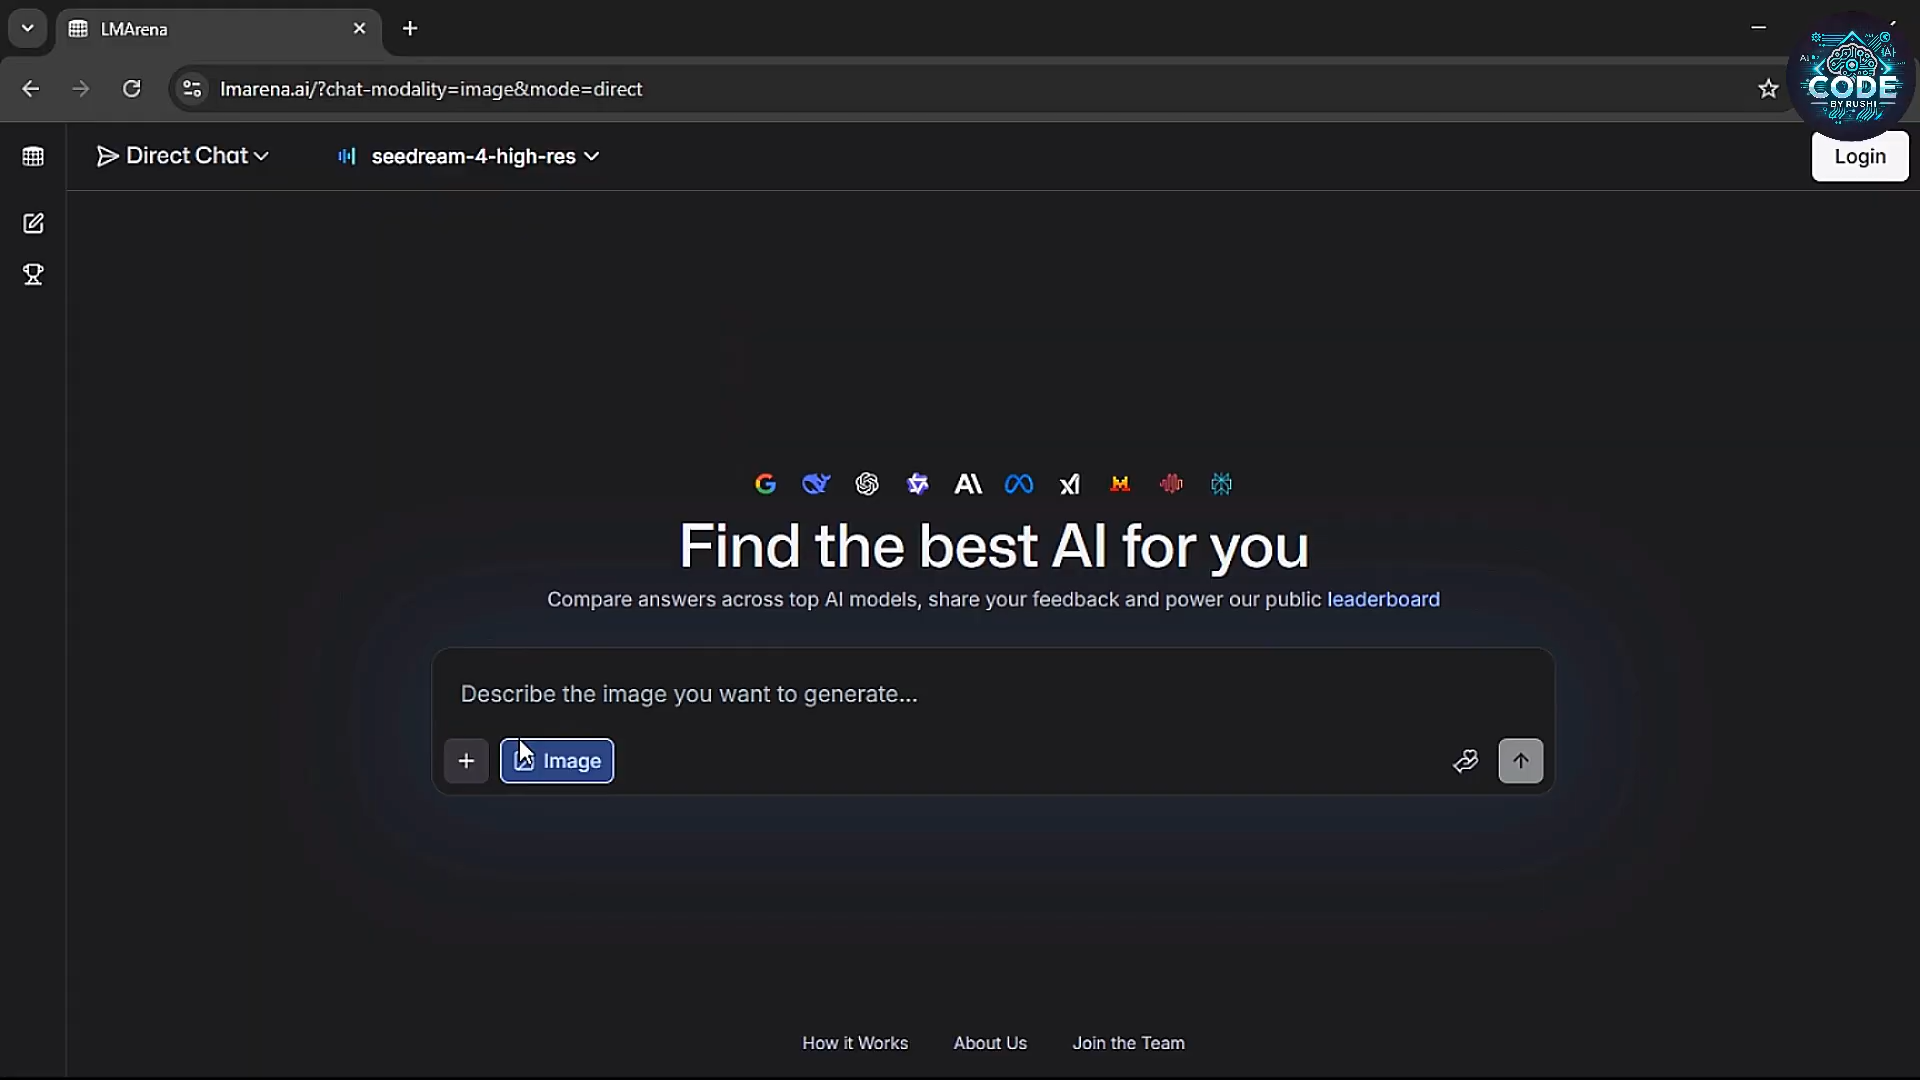 LMArena
lmarena.ai/?chat-modality=image&mode=direct
CODE
BY RUSHI
Direct Chat
seedream-4-high-res
Login
Find the best AI for you
Compare answers across top AI models, share your feedback and power our public leaderboard
Describe the image you want to generate...
Image
How it Works
About Us
Join the Team